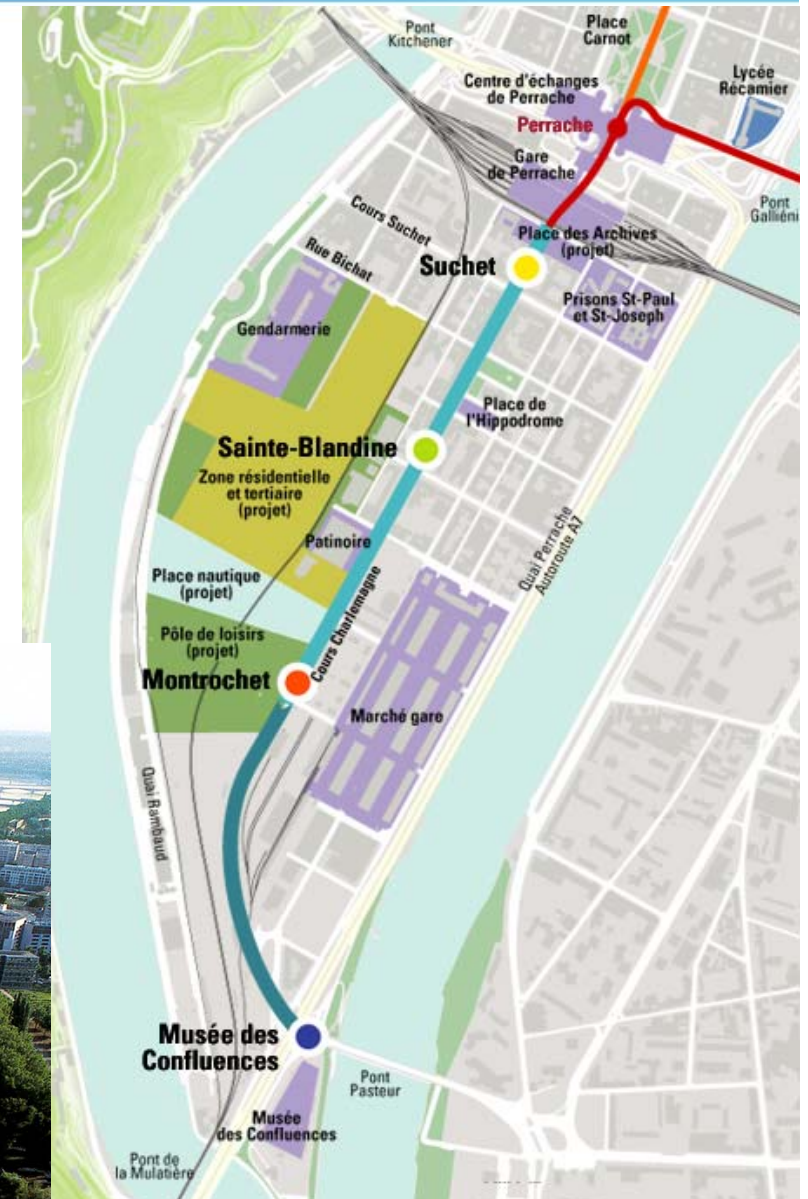 Pont
Kitchener
Place
Carnot
Lycée
Récamier
Centre d'échanges
de Perrache
Perrache
Gare
de Perrache
Pont
Galliéni
Cours Suchet
Place des Archives
(projet)
Rue Bichat
Suchet
Prisons St-Paul
et St-Joseph
Gendarmerie
Place de
l'Hippodrome
Sainte-Blandine
Zone résidentielle
et tertiaire
(projet)
Quai Perrache
Autoroute A7
Patinoire
Place nautique
(projet)
Cours Charlemagne
Pôle de loisirs
(projet)
Montrochet
Marché gare
Quai Rambaud
Musée des
Confluences
Pont
Pasteur
Musée
des Confluences
Pont de
la Mulatière